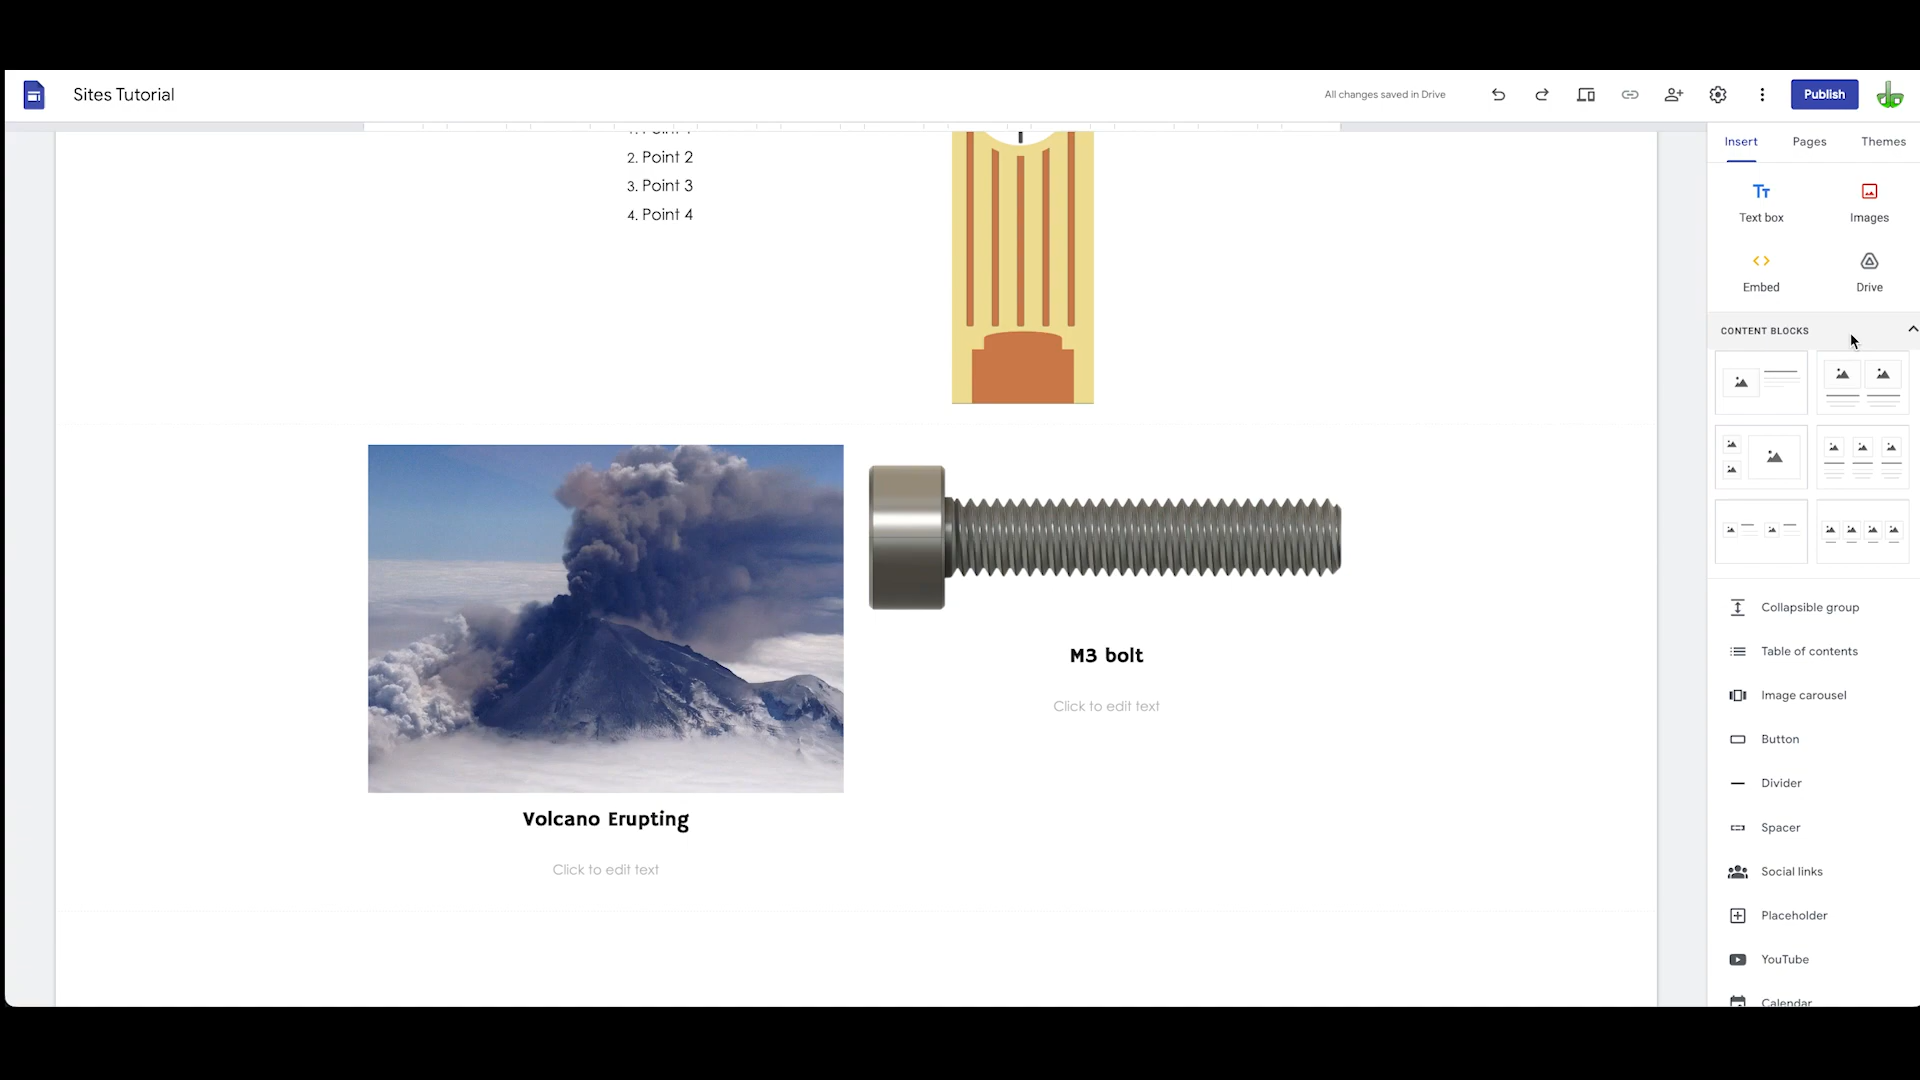 Sites Tutorial
All changes saved in Drive
Publish
Insert
Pages
Themes
2. Point 2
3. Point 3
4. Point 4
Text box
Images
Embed
Drive
CONTENT BLOCKS
M3 bolt
Click to edit text
Volcano Erupting
Click to edit text
Collapsible group
Table of contents
Image carousel
Button
Divider
Spacer
Social links
Placeholder
YouTube
Calendar